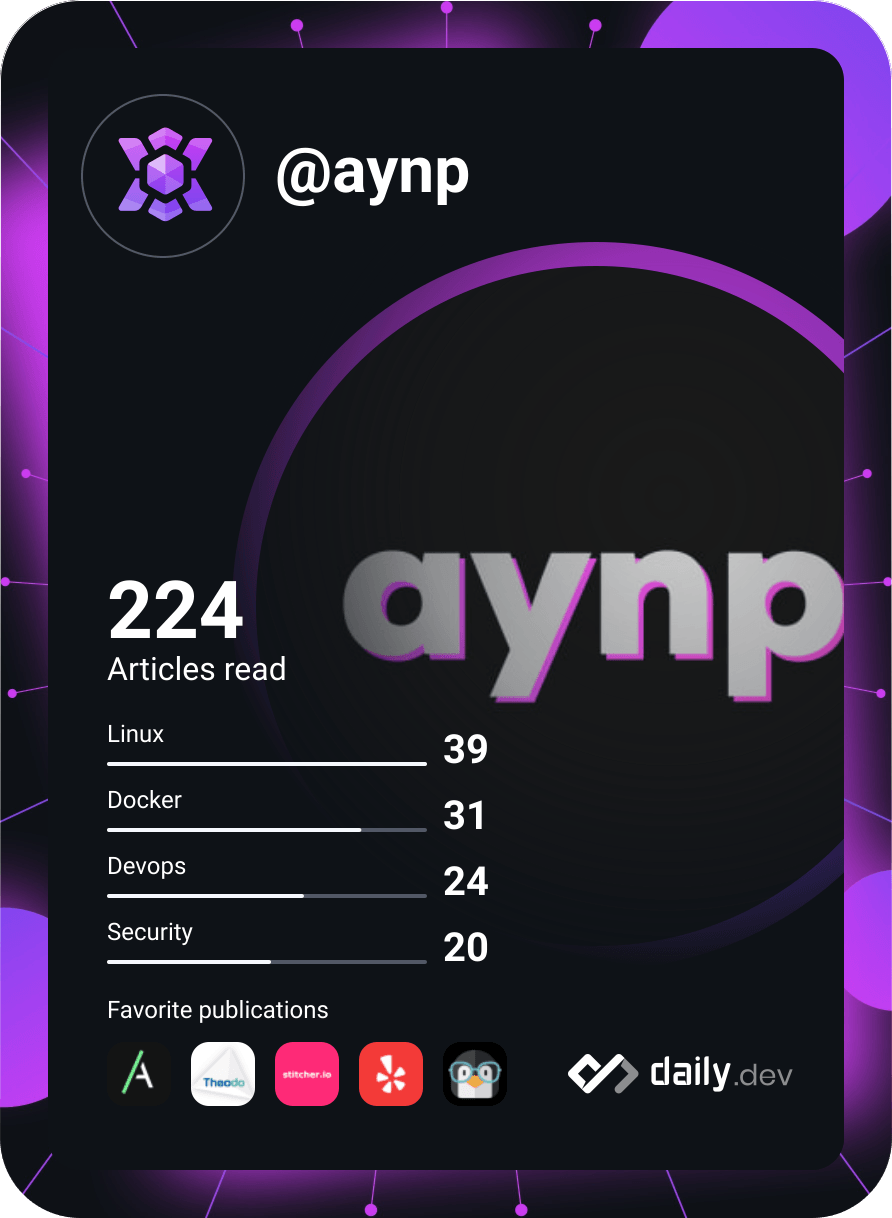 @aynp
aynp
224
Articles read
Linux
39
Docker
31
Devops
24
Security
20
Favorite publications
A
Theodo
stitcher.io
daily.dev